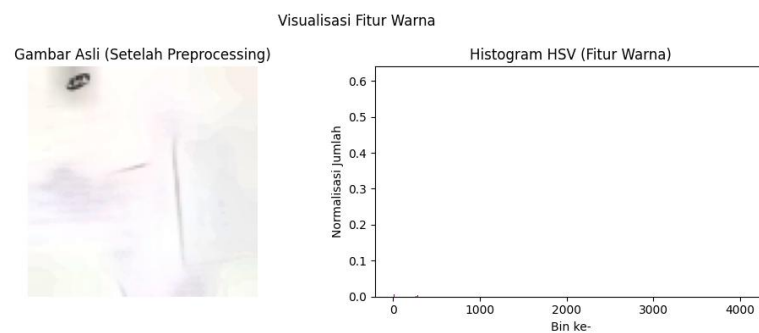 Visualisasi Fitur Warna
Gambar Asli (Setelah Preprocessing)
Histogram HSV (Fitur Warna)
Normalisasi Jumlah
0.6
0.5
0.4
0.3
0.2
0.1
0.0
0 1000 2000 3000 4000
Bin ke-